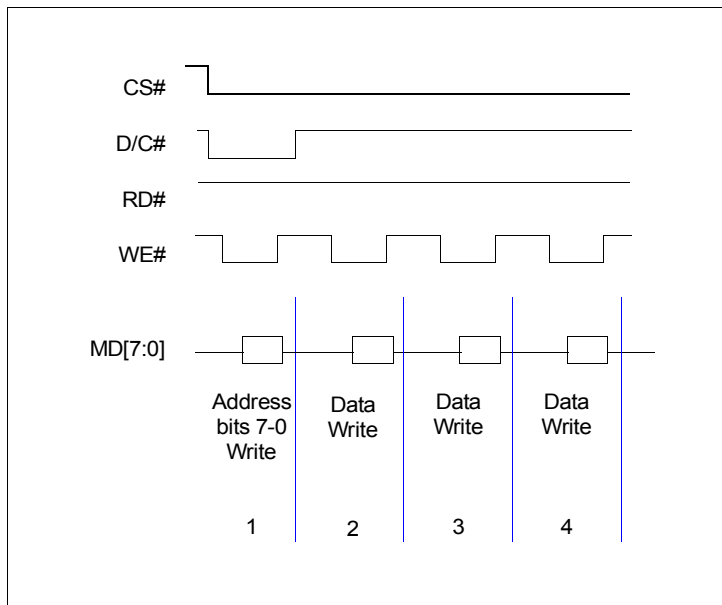 CS#
D/C#
RD#
WE#
MD[7:0]
Address
bits 7-0
Write
Data
Write
Data
Write
Data
Write
1
2
3
4